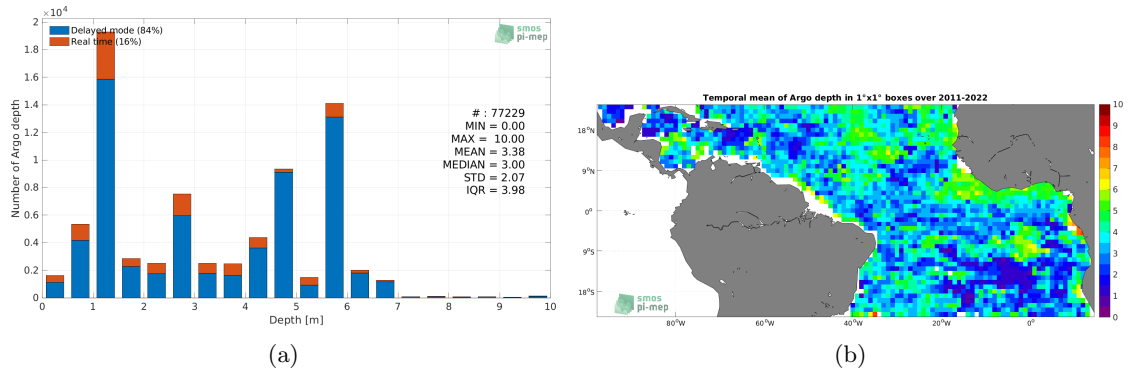 ×10⁴
Delayed mode (84%)
Real time (16%)
smos
pi-mep
# : 77229
MIN = 0.00
MAX = 10.00
MEAN = 3.38
MEDIAN = 3.00
STD = 2.07
IQR = 3.98
Number of Argo depth
2
1.8
1.6
1.4
1.2
1
0.8
0.6
0.4
0.2
0
0 1 2 3 4 5 6 7 8 9 10
Depth [m]
(a)
Temporal mean of Argo depth in 1°x1° boxes over 2011-2022
18°N
9°N
0°
9°S
18°S
80°W 60°W 40°W 20°W 0°
10
9
8
7
6
5
4
3
2
1
0
smos
pi-mep
(b)